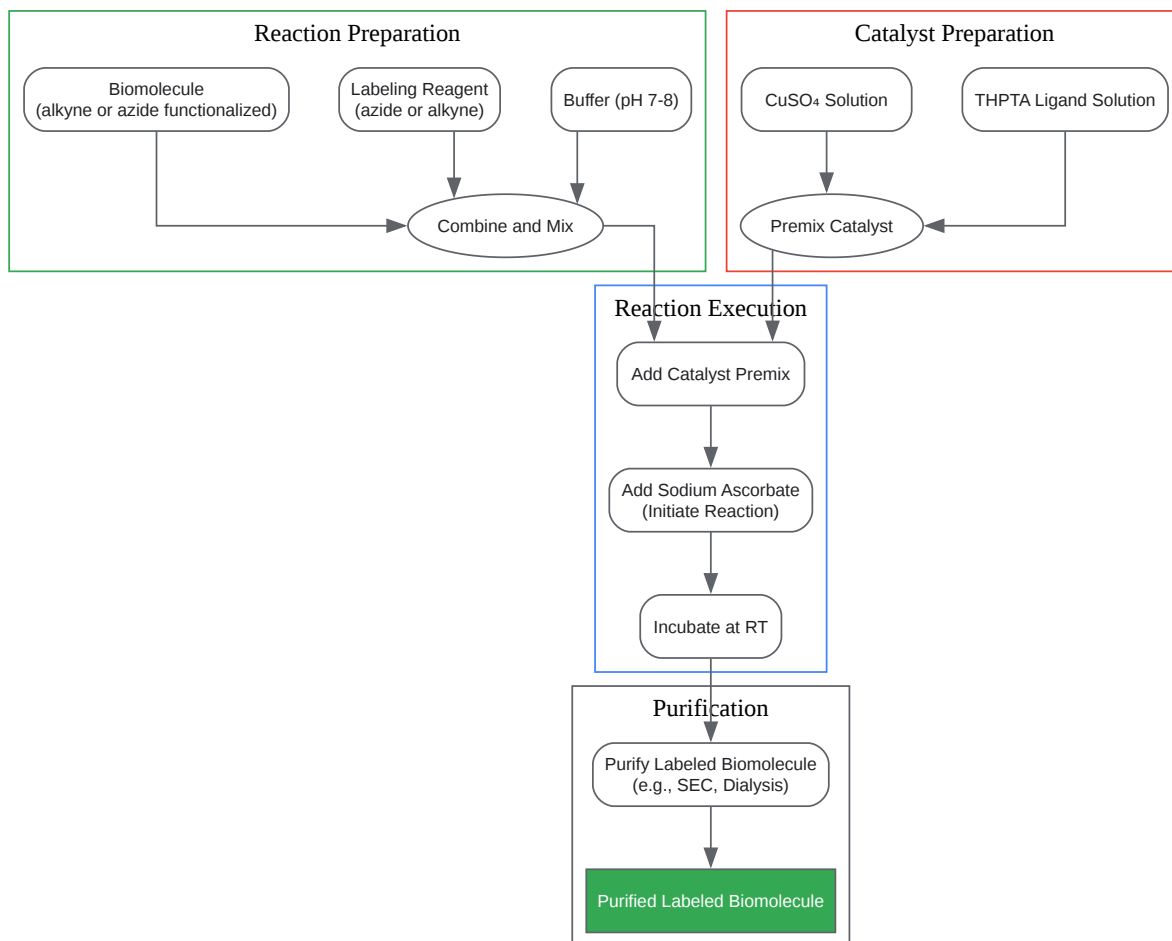 Reaction Preparation
Biomolecule
(alkyne or azide functionalized)
Labeling Reagent
(azide or alkyne)
Buffer (pH 7-8)
Combine and Mix
Catalyst Preparation
CuSO₄ Solution
THPTA Ligand Solution
Premix Catalyst
Reaction Execution
Add Catalyst Premix
Add Sodium Ascorbate
(Initiate Reaction)
Incubate at RT
Purification
Purify Labeled Biomolecule
(e.g., SEC, Dialysis)
Purified Labeled Biomolecule